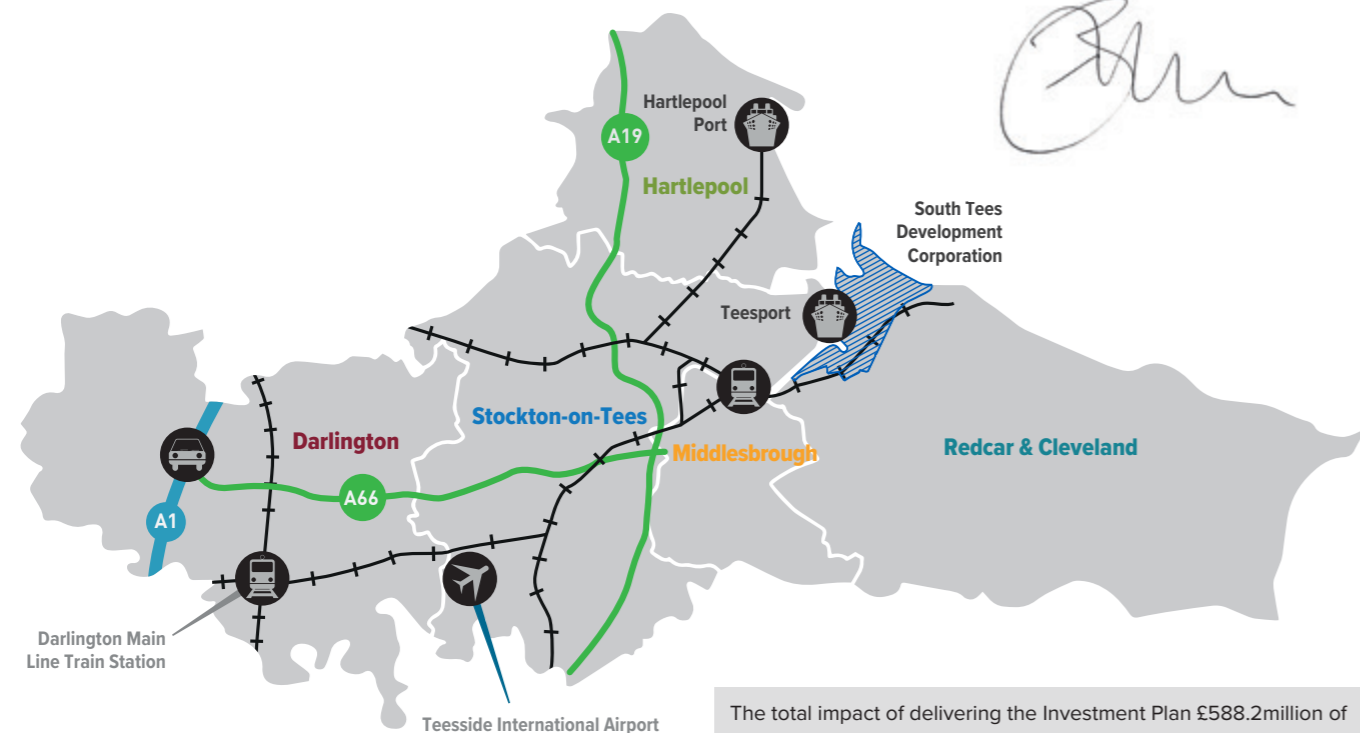 Hartlepool
Port
A19
Hartlepool
South Tees
Development
Corporation
Teesport
Stockton-on-Tees
Darlington
Middlesbrough
Redcar & Cleveland
A66
A1
Darlington Main
Line Train Station
Teesside International Airport
The total impact of delivering the Investment Plan £588.2million of